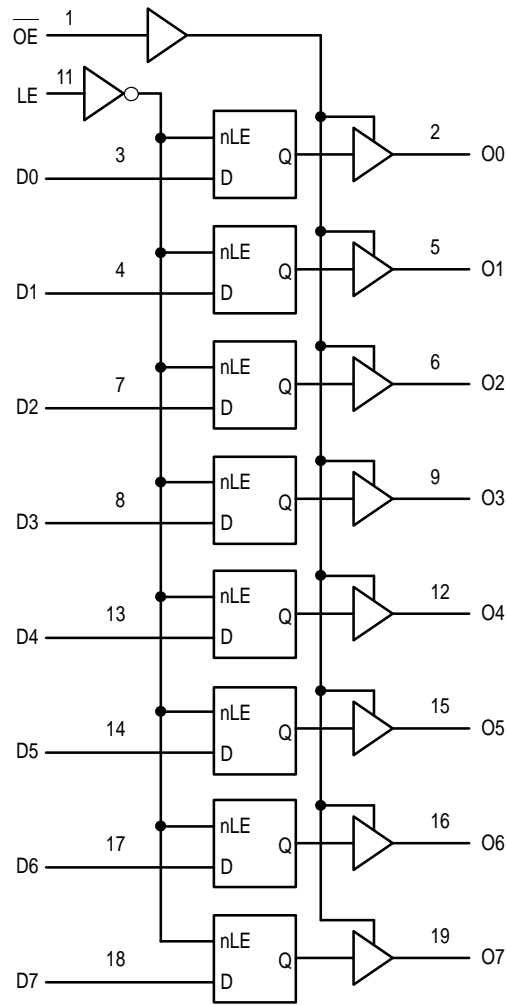 OE 1
LE 11
nLE
D0 3 D Q 2 O0
nLE
D1 4 D Q 5 O1
nLE
D2 7 D Q 6 O2
nLE
D3 8 D Q 9 O3
nLE
D4 13 D Q 12 O4
nLE
D5 14 D Q 15 O5
nLE
D6 17 D Q 16 O6
nLE
D7 18 D Q 19 O7